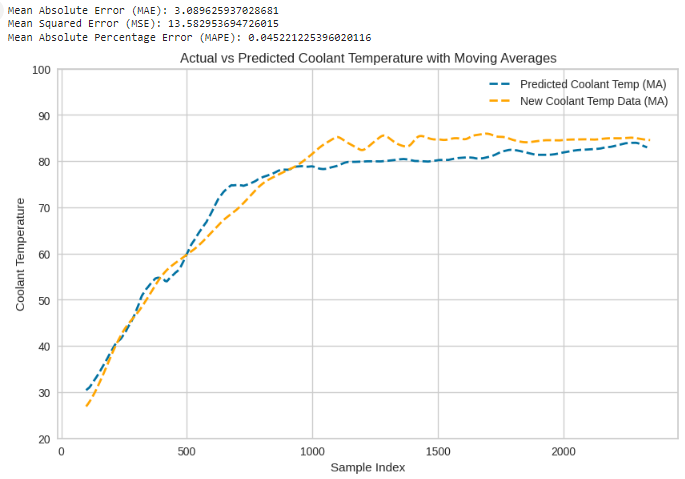 Mean Absolute Error (MAE): 3.089625937028681
Mean Squared Error (MSE): 13.582953694726015
Mean Absolute Percentage Error (MAPE): 0.045221225396020116
Actual vs Predicted Coolant Temperature with Moving Averages
100
90
80
70
60
50
40
30
20
Coolant Temperature
Predicted Coolant Temp (MA)
New Coolant Temp Data (MA)
0 500 1000 1500 2000
Sample Index